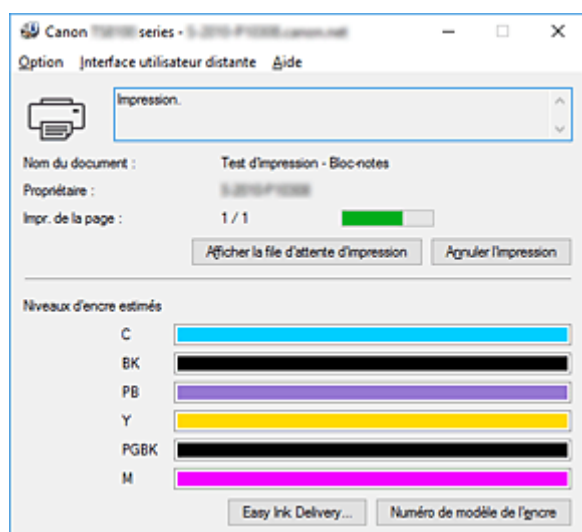 Canon series -
Option Interface utilisateur distante Aide
Impression.
Nom du document : Test d'impression - Bloc-notes
Propriétaire :
Impr. de la page : 1 / 1
Afficher la file d'attente d'impression Annuler l'impression
Niveaux d'encre estimés
C
BK
PB
Y
PGBK
M
Easy Ink Delivery... Numéro de modèle de l'encre